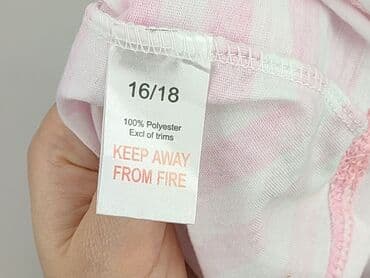 16/18
100% Polyester
Excl of trims
KEEP AWAY
FROM FIRE